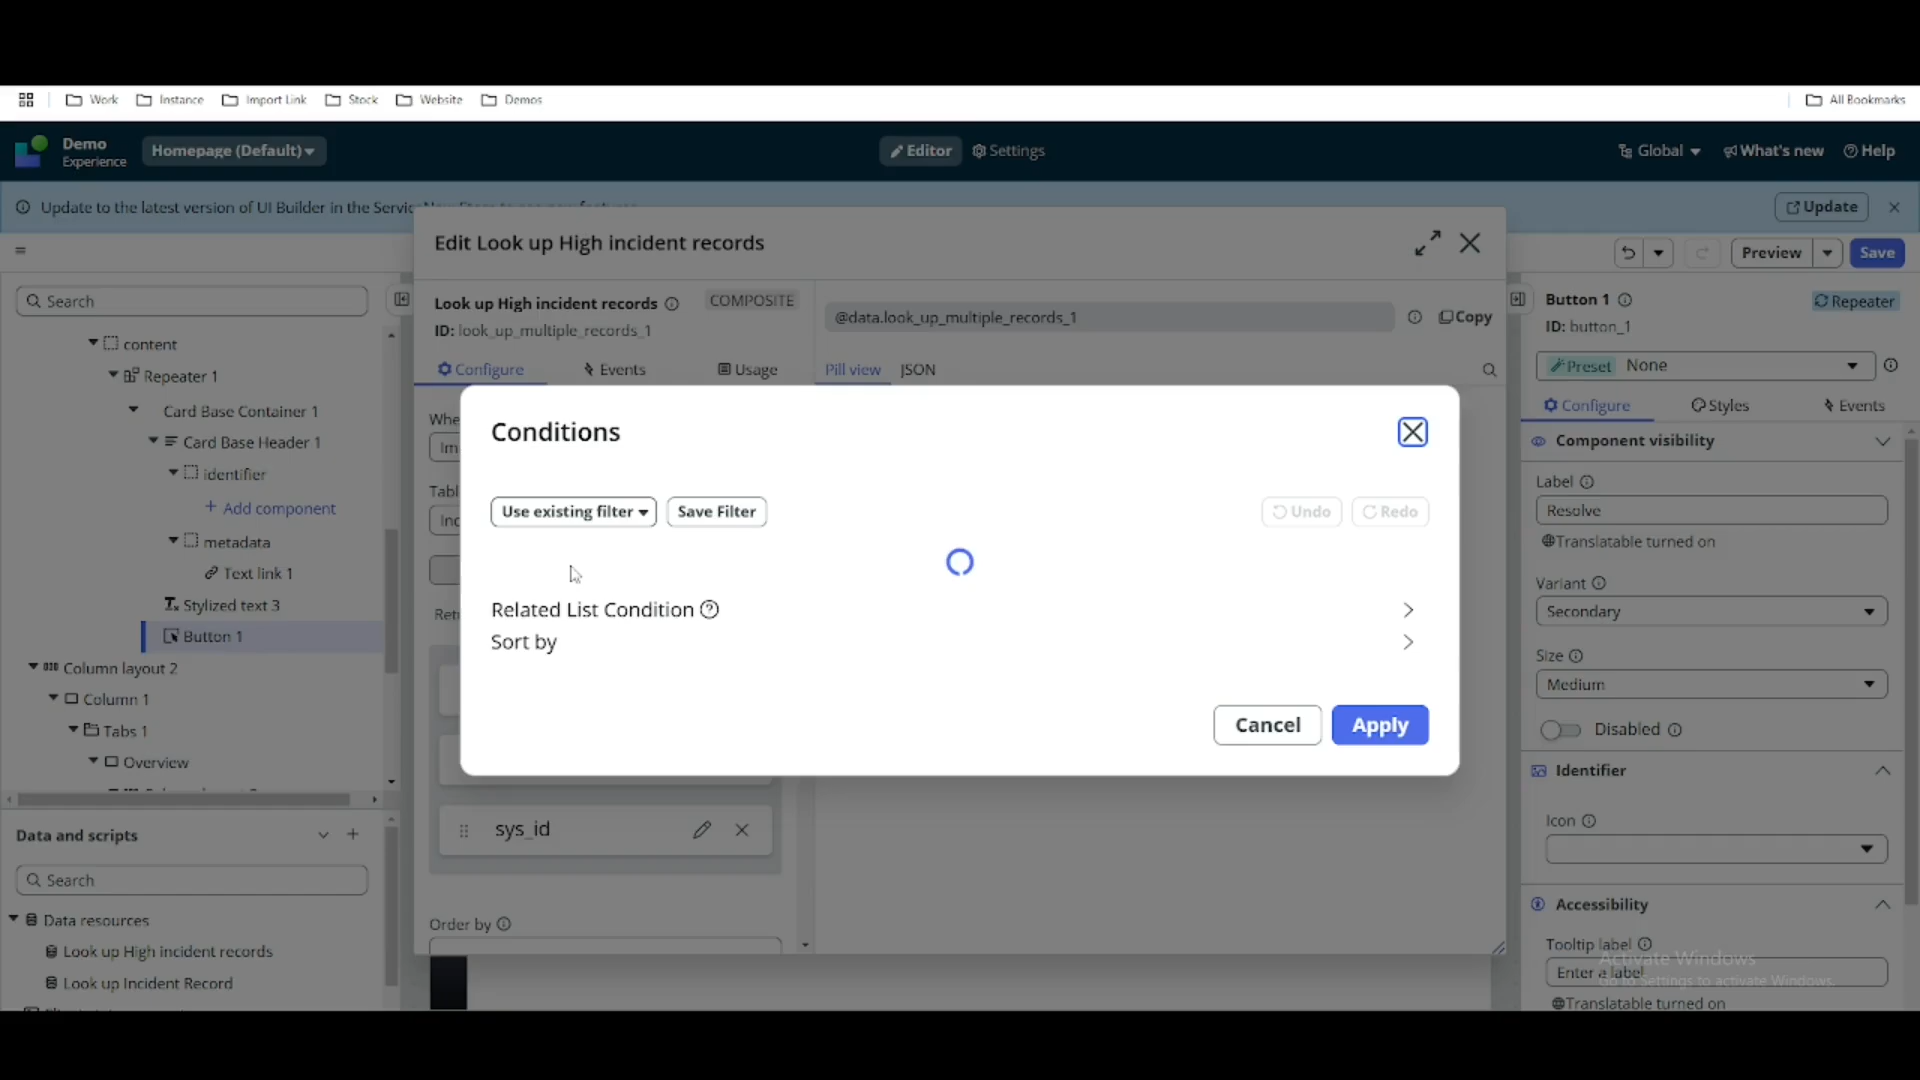 Work
Instance
Import Link
Stock
Website
Demos
All Bookmarks
Demo
Experience
Homepage (Default)
Editor
Settings
Global
What's new
Help
Update to the latest version of UI Builder in the
Update
Edit Look up High incident records
Preview
Save
Search
Look up High incident records
COMPOSITE
ID: look_up_multiple_records_1
@data.look_up_multiple_records_1
Copy
Configure
Events
Usage
Pill view
JSON
Button 1
Repeater
ID: button_1
Preset None
Configure
Styles
Events
content
Repeater 1
Card Base Container 1
Card Base Header 1
identifier
+ Add component
metadata
Text link 1
Stylized text 3
Button 1
Column layout 2
Column 1
Tabs 1
Overview
Conditions
Use existing filter
Save Filter
Undo
Redo
Related List Condition
Sort by
Cancel
Apply
sys_id
Order by
Component visibility
Label
Resolve
Translatable turned on
Variant
Secondary
Size
Medium
Disabled
Identifier
Icon
Accessibility
Tooltip label
Enter a label
Translatable turned on
Activate Windows
Go to Settings to activate Windows.
Data and scripts
Search
Data resources
Look up High incident records
Look up Incident Record